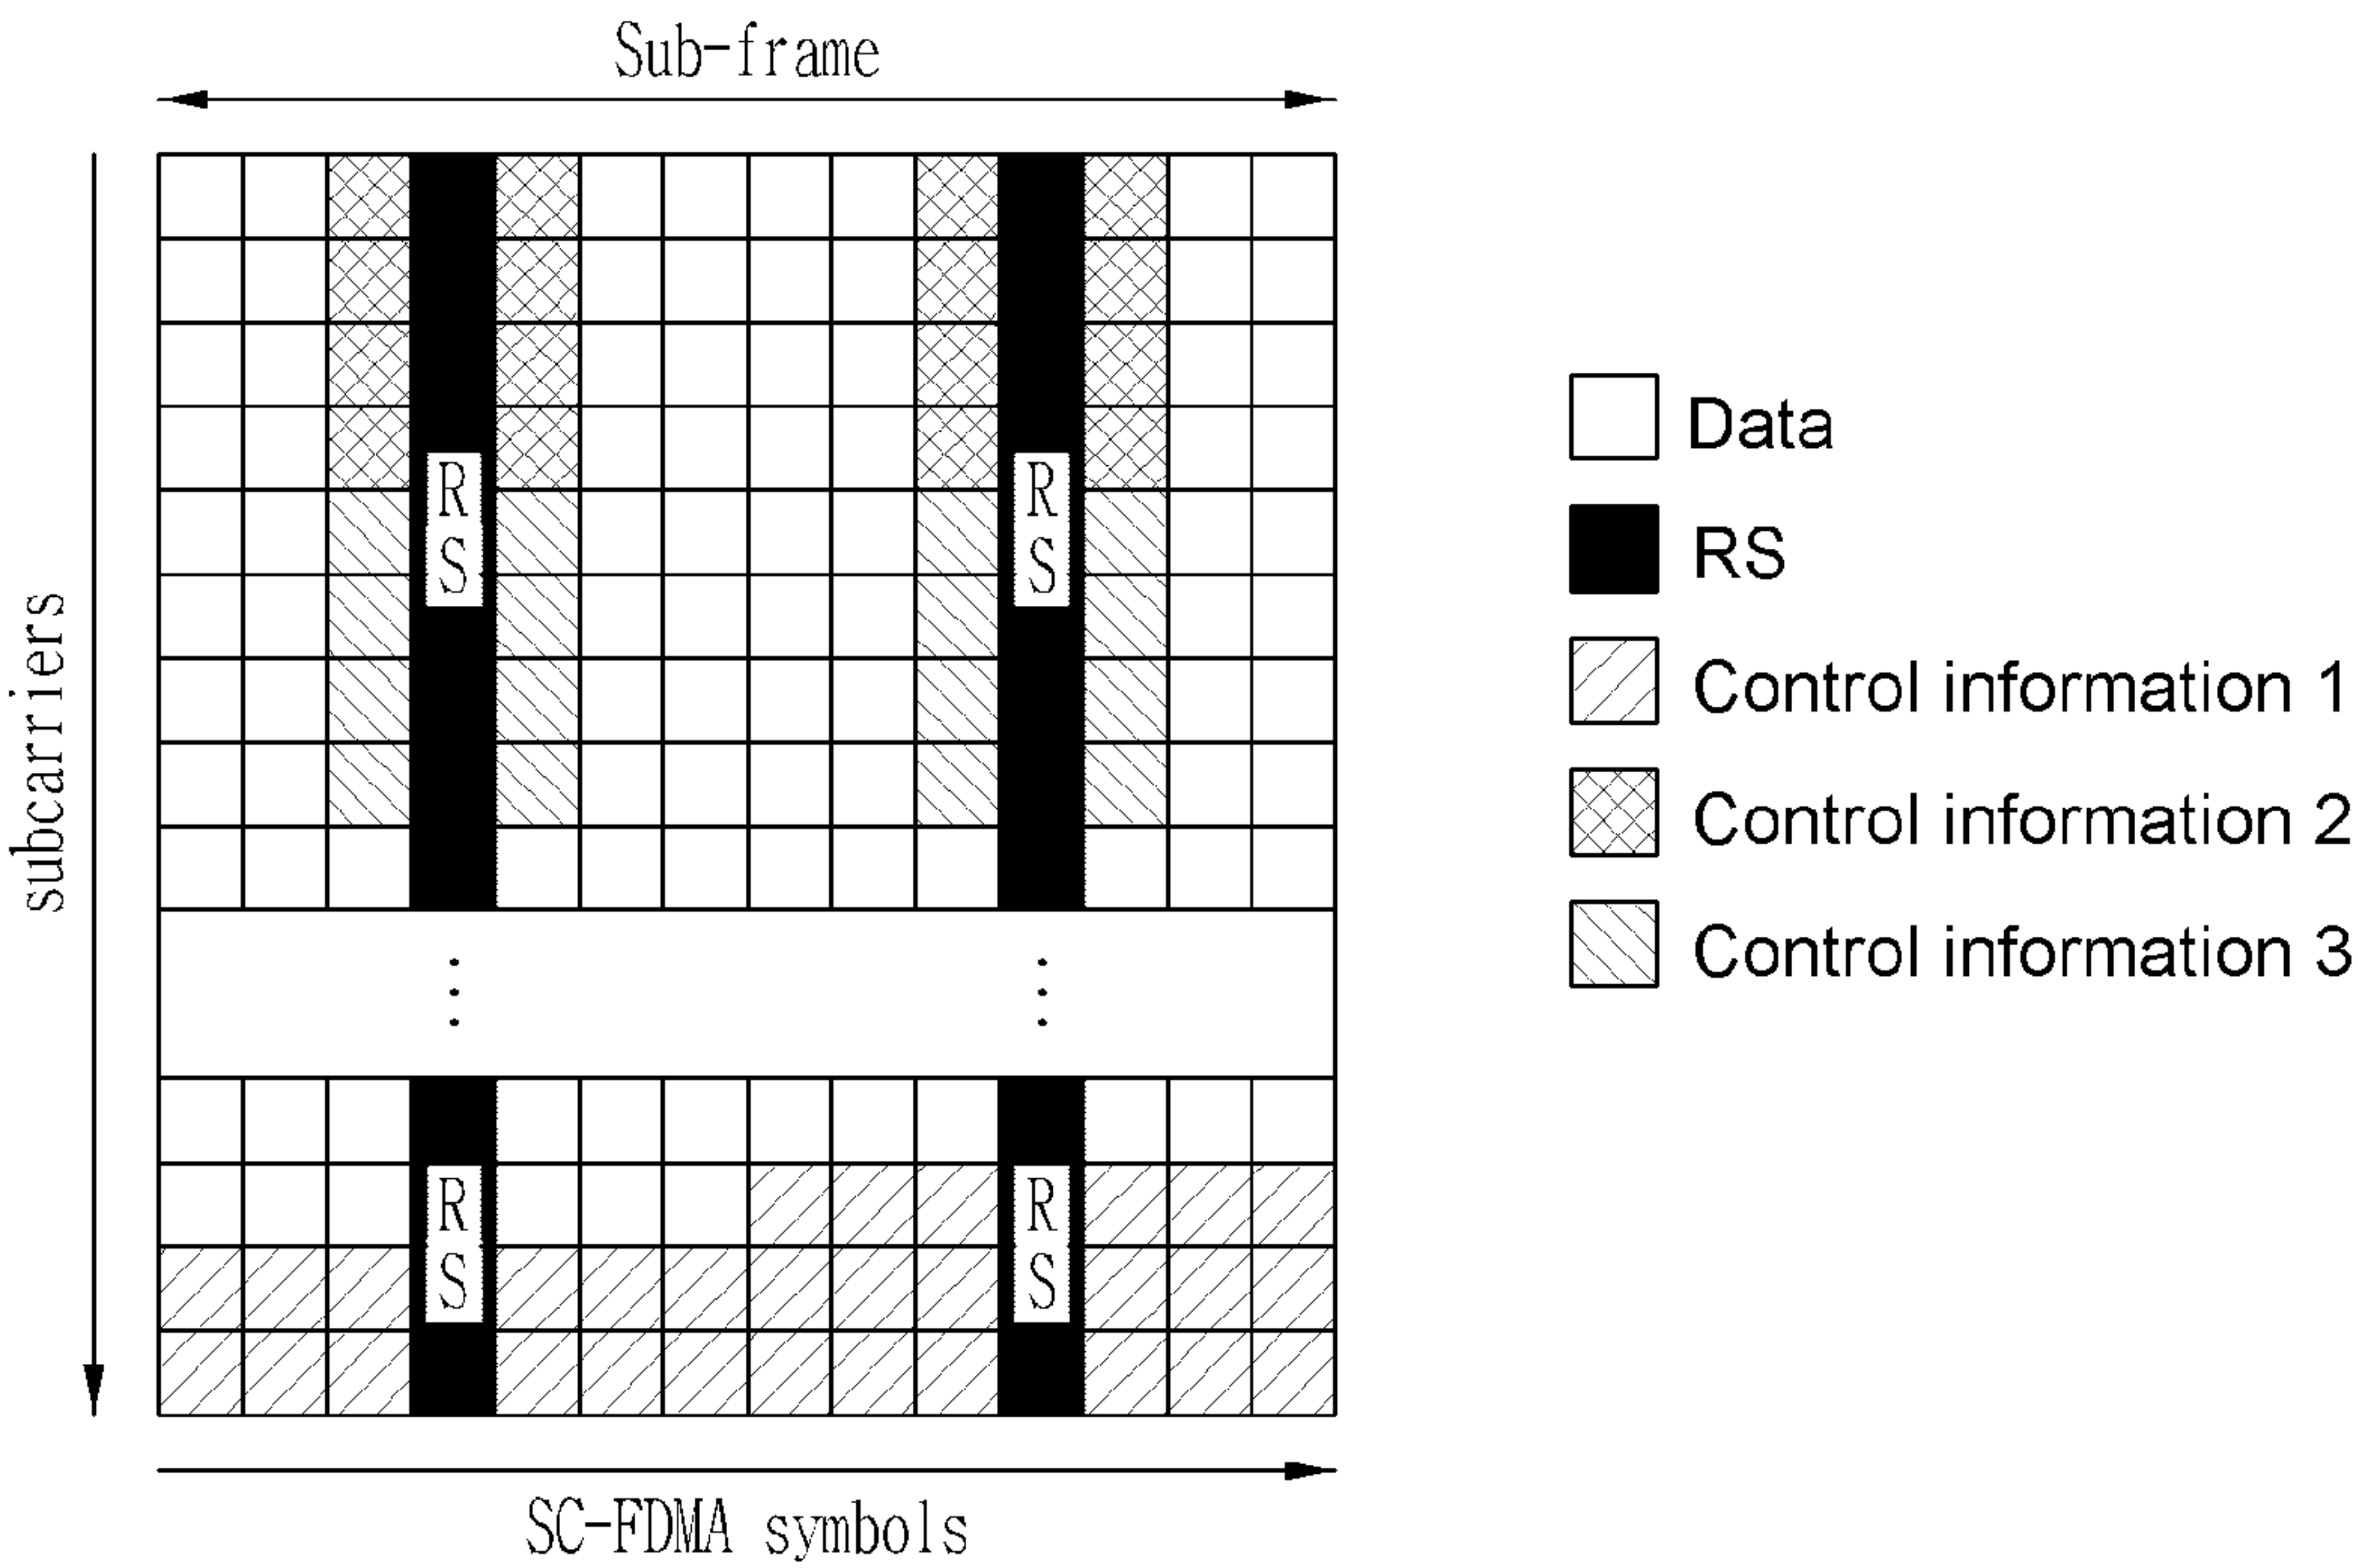 Sub-frame
subcarriers
R
S
R
S
R
S
R
S
SC-FDMA symbols
Data
RS
Control information 1
Control information 2
Control information 3